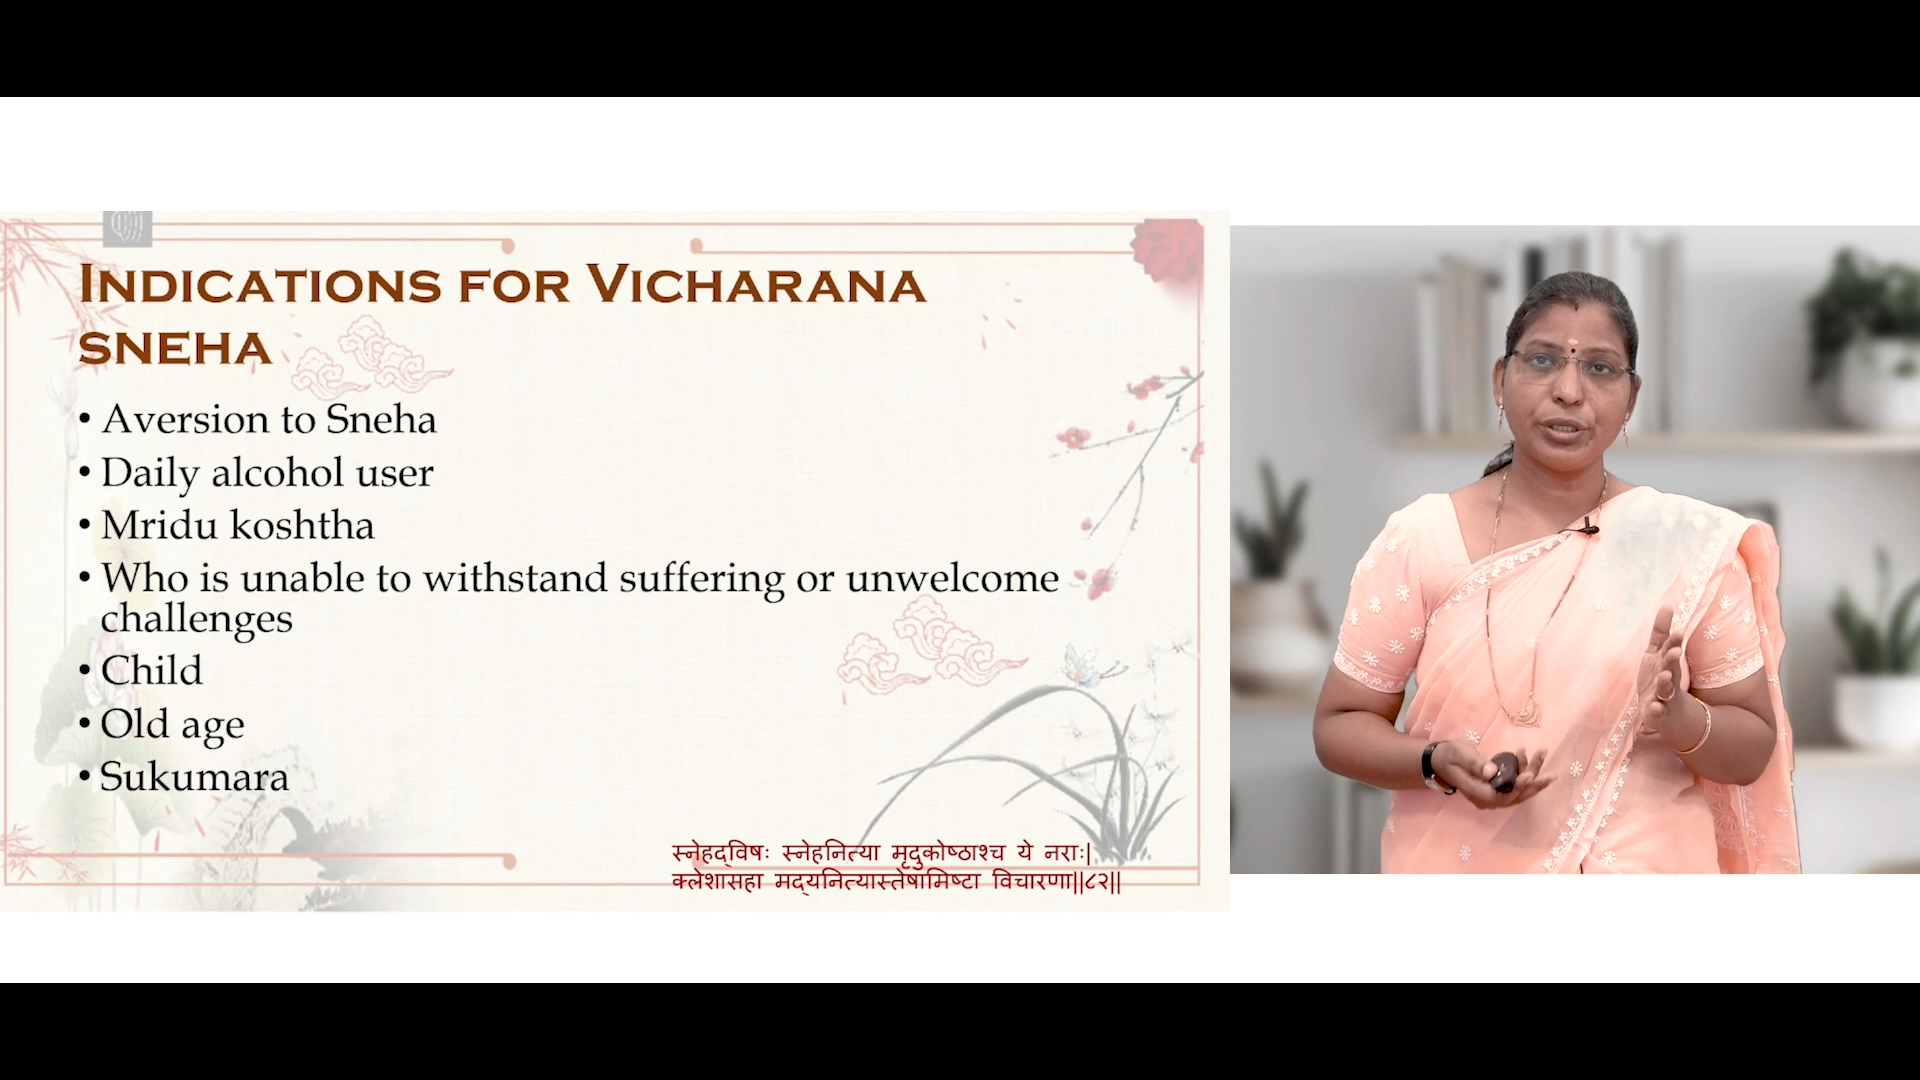 INDICATIONS FOR VICHARANA
SNEHA
• Aversion to Sneha
• Daily alcohol user
• Mridu koshtha
• Who is unable to withstand suffering or unwelcome
challenges
• Child
• Old age
• Sukumara
स्नेहद्विषः स्नेहनित्या मृदुकोष्ठाश्च ये नराः|
क्लेशासहा मद्यनित्यास्तेषामिष्टा विचारणा||८२||